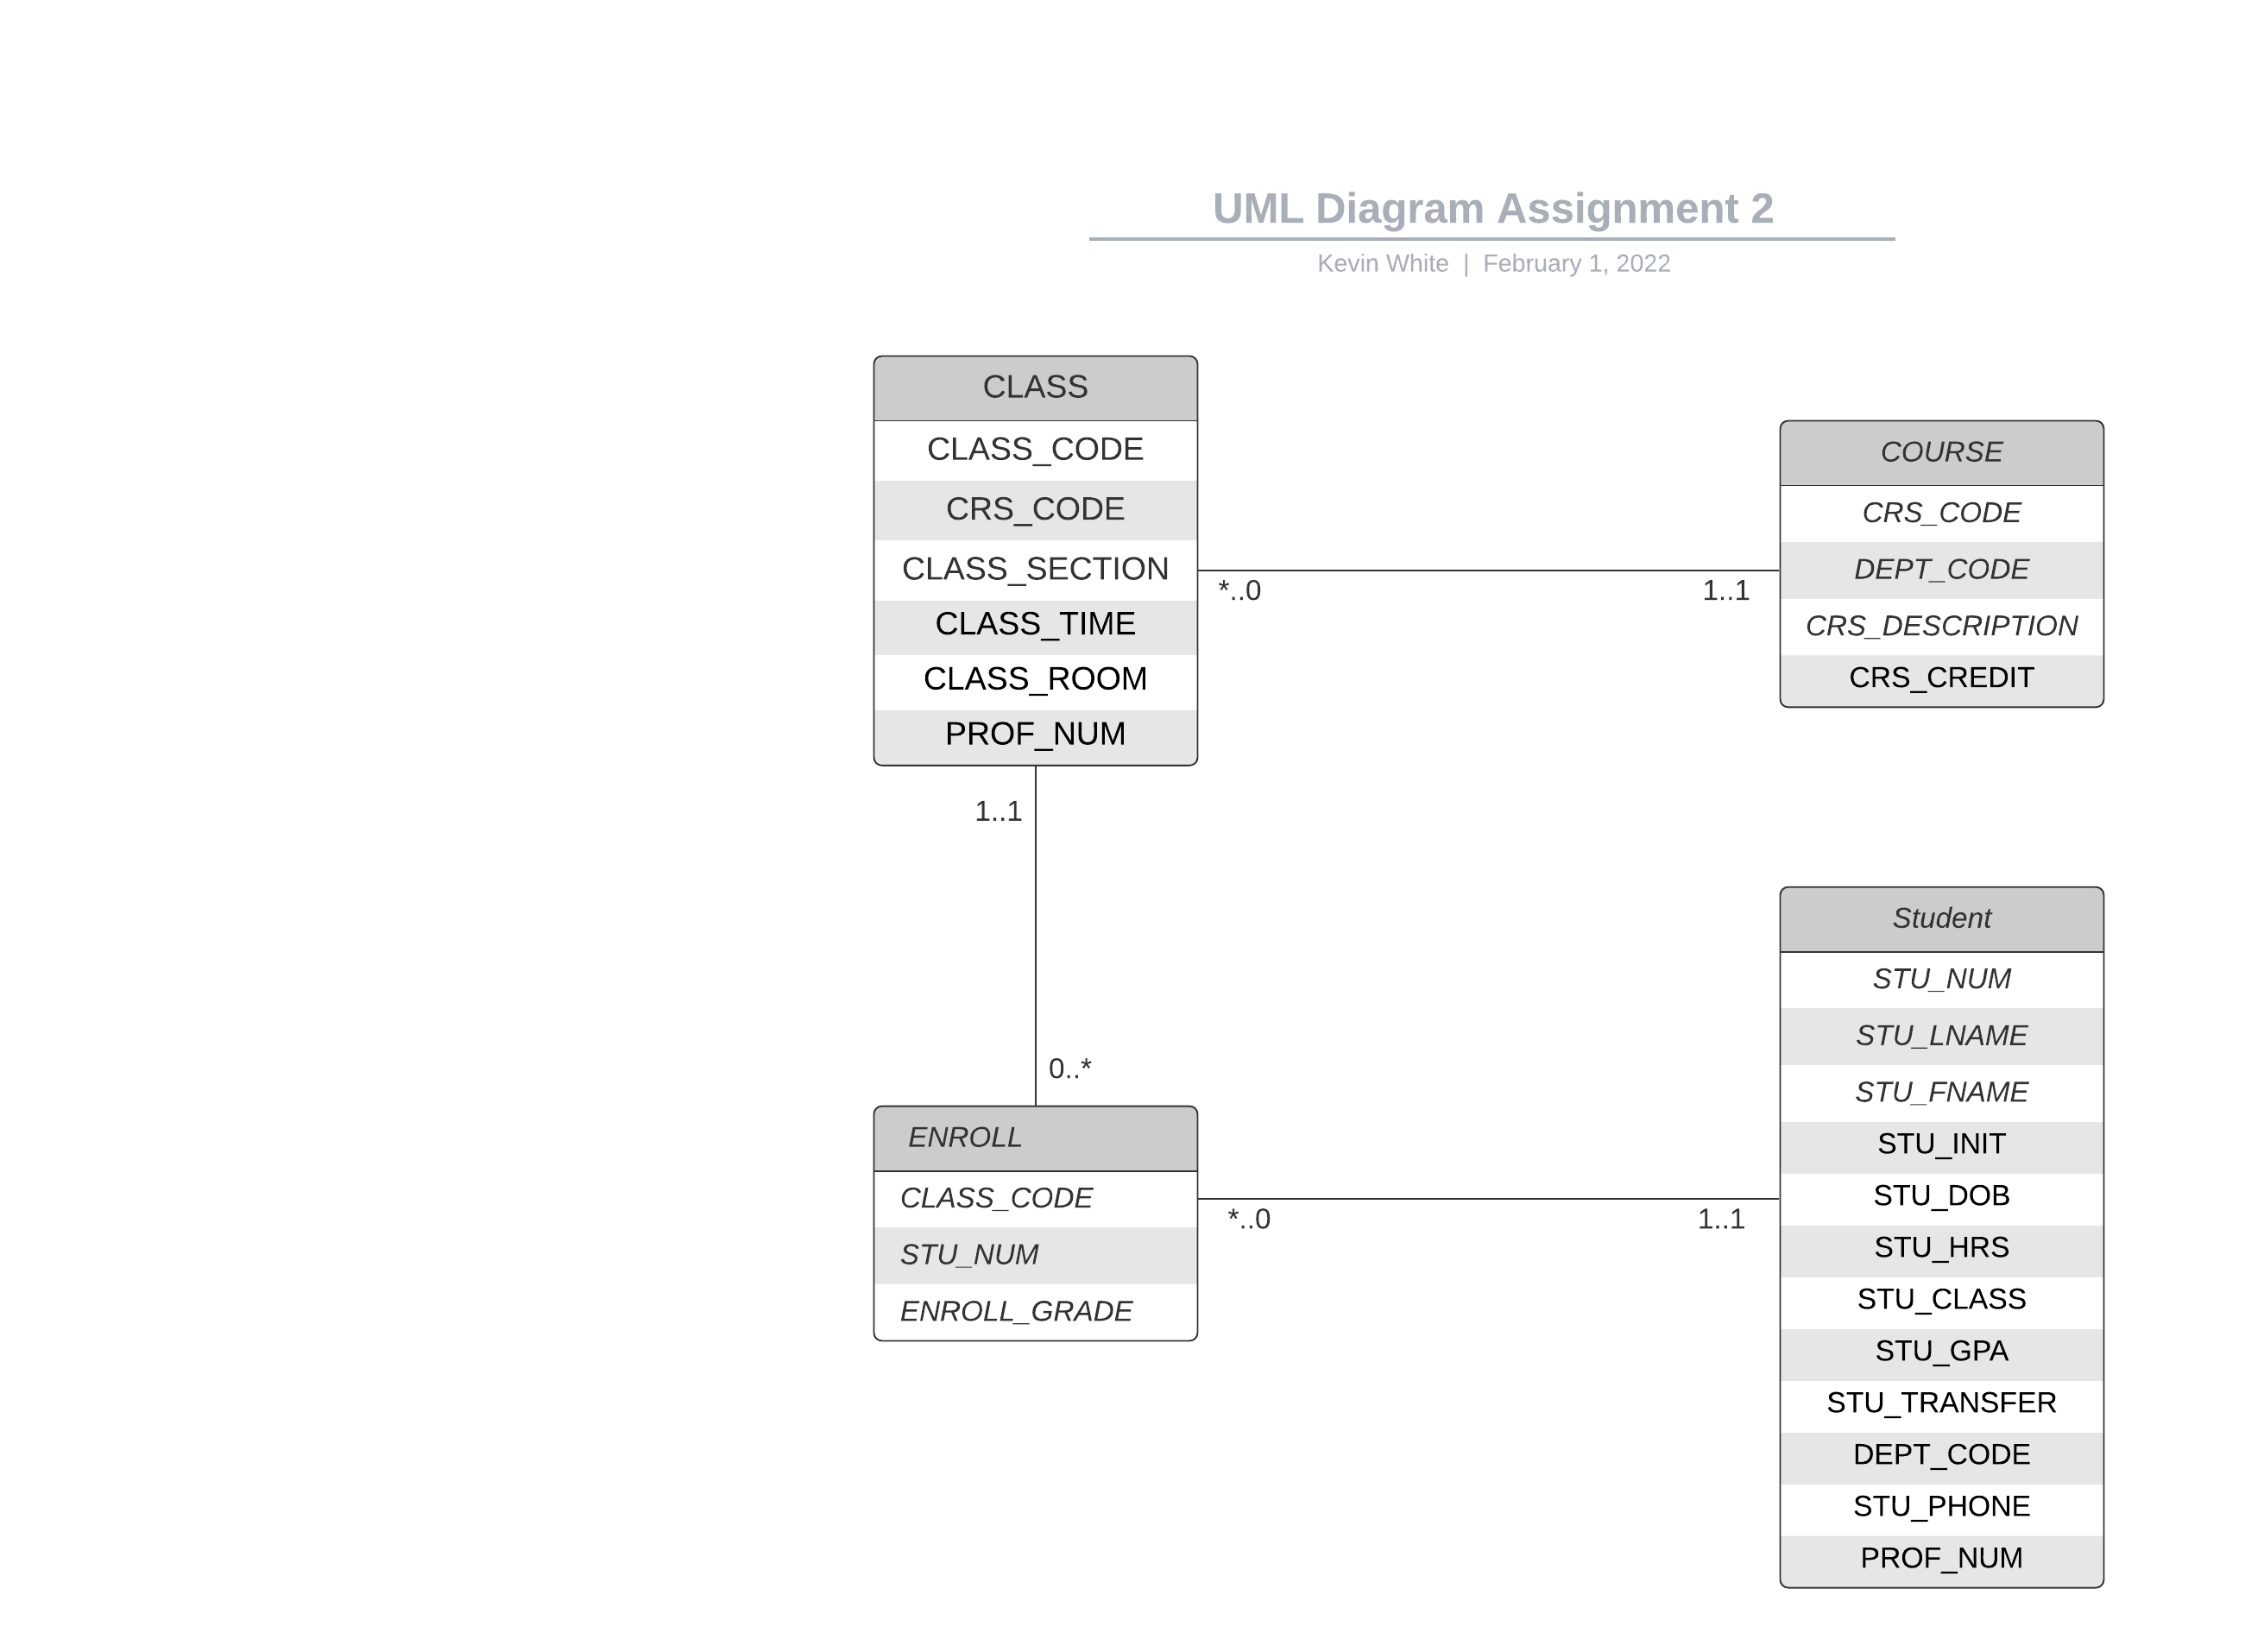 UML Diagram Assignment 2
Kevin White | February 1, 2022
CLASS
CLASS_CODE
CRS_CODE
CLASS_SECTION
CLASS_TIME
CLASS_ROOM
PROF_NUM
*..0
1..1
COURSE
CRS_CODE
DEPT_CODE
CRS_DESCRIPTION
CRS_CREDIT
1..1
0..*
ENROLL
CLASS_CODE
STU_NUM
ENROLL_GRADE
*..0
1..1
Student
STU_NUM
STU_LNAME
STU_FNAME
STU_INIT
STU_DOB
STU_HRS
STU_CLASS
STU_GPA
STU_TRANSFER
DEPT_CODE
STU_PHONE
PROF_NUM